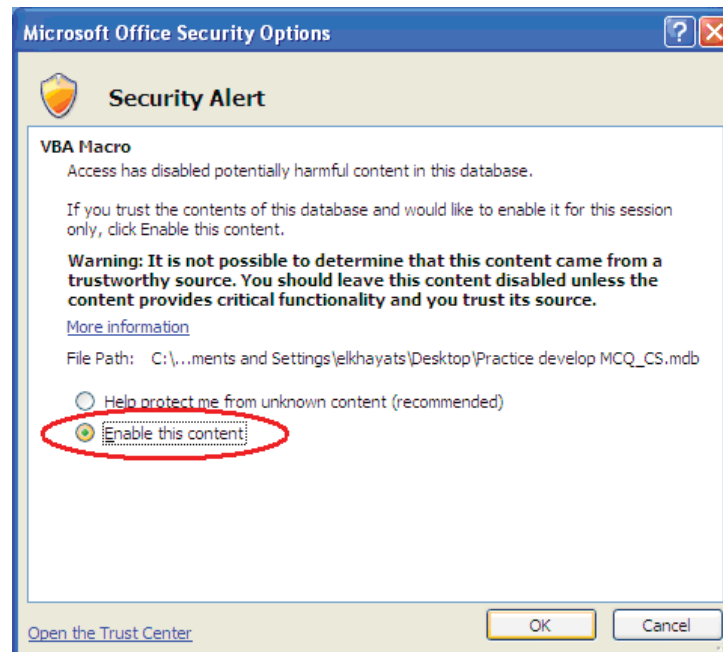 Microsoft Office Security Options
Security Alert
VBA Macro
Access has disabled potentially harmful content in this database.
If you trust the contents of this database and would like to enable it for this session
only, click Enable this content.
Warning: It is not possible to determine that this content came from a
trustworthy source. You should leave this content disabled unless the
content provides critical functionality and you trust its source.
More information
File Path: C:\...ments and Settings\elkhayats\Desktop\Practice develop MCQ_CS.mdb
Help protect me from unknown content (recommended)
Enable this content
Open the Trust Center
OK
Cancel